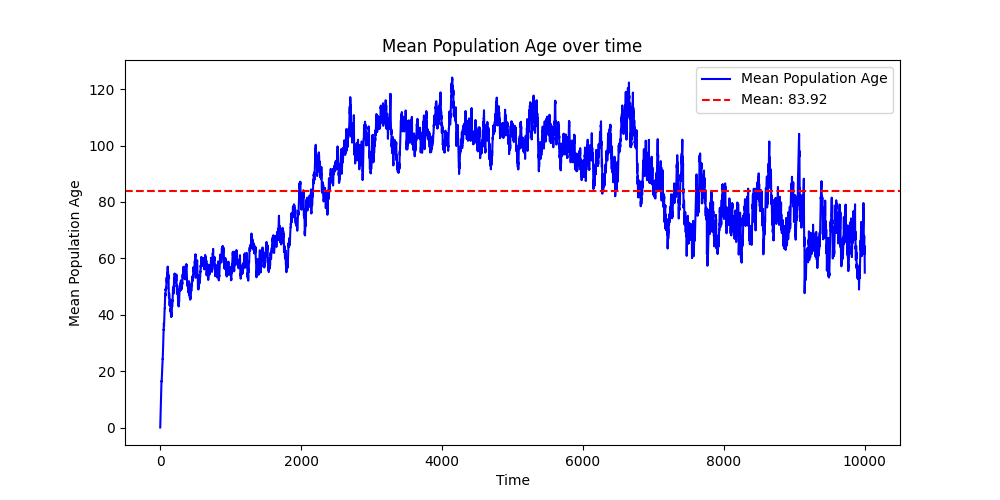 Mean Population Age over time
Mean Population Age
Mean: 83.92
120
100
80
60
40
20
0
Mean Population Age
0 2000 4000 6000 8000 10000
Time